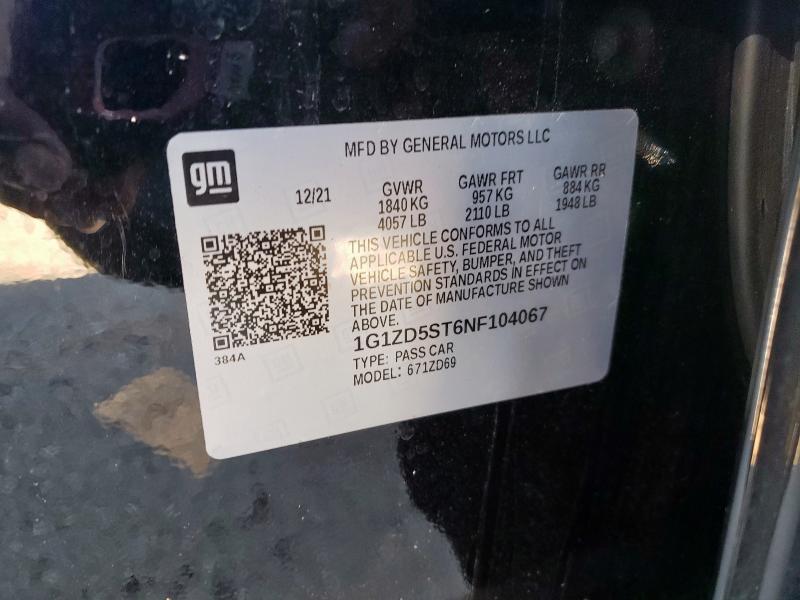 MFD BY GENERAL MOTORS LLC
gm
12/21
GVWR
1840 KG
4057 LB
GAWR FRT
957 KG
2110 LB
GAWR RR
884 KG
1948 LB
THIS VEHICLE CONFORMS TO ALL
APPLICABLE U.S. FEDERAL MOTOR
VEHICLE SAFETY, BUMPER, AND THEFT
PREVENTION STANDARDS IN EFFECT ON
THE DATE OF MANUFACTURE SHOWN
ABOVE.
1G1ZD5ST6NF104067
384A
TYPE: PASS CAR
MODEL: 671ZD69